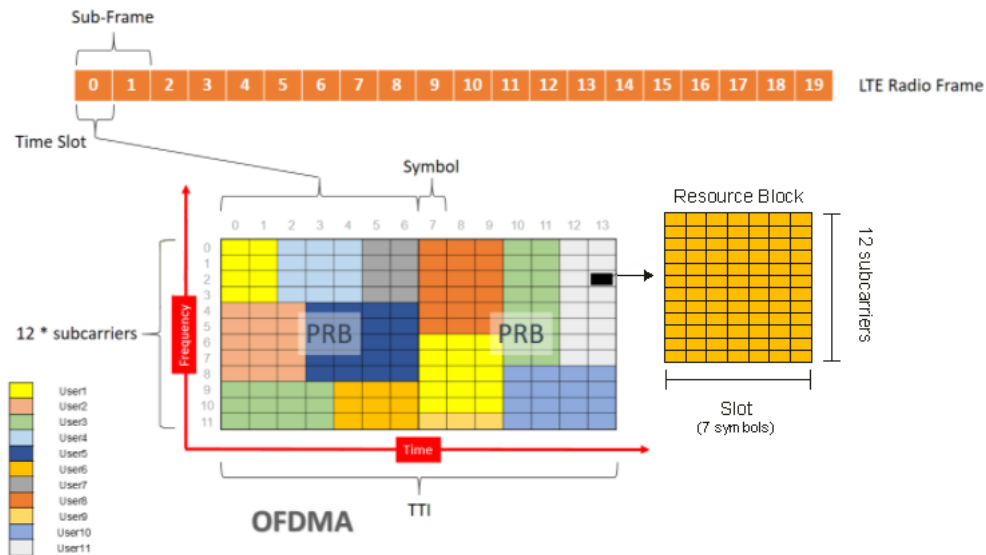 Sub-Frame
0 1 2 3 4 5 6 7 8 9 10 11 12 13 14 15 16 17 18 19
LTE Radio Frame
Time Slot
Symbol
0 1 2 3 4 5 6 7 8 9 10 11 12 13
Resource Block
0
1
2
3
4
5
6
7
8
9
10
11
Frequency
12 * subcarriers
PRB
PRB
12 subcarriers
Slot
(7 symbols)
Time
TTI
OFDMA
User1
User2
User3
User4
User5
User6
User7
User8
User9
User10
User11